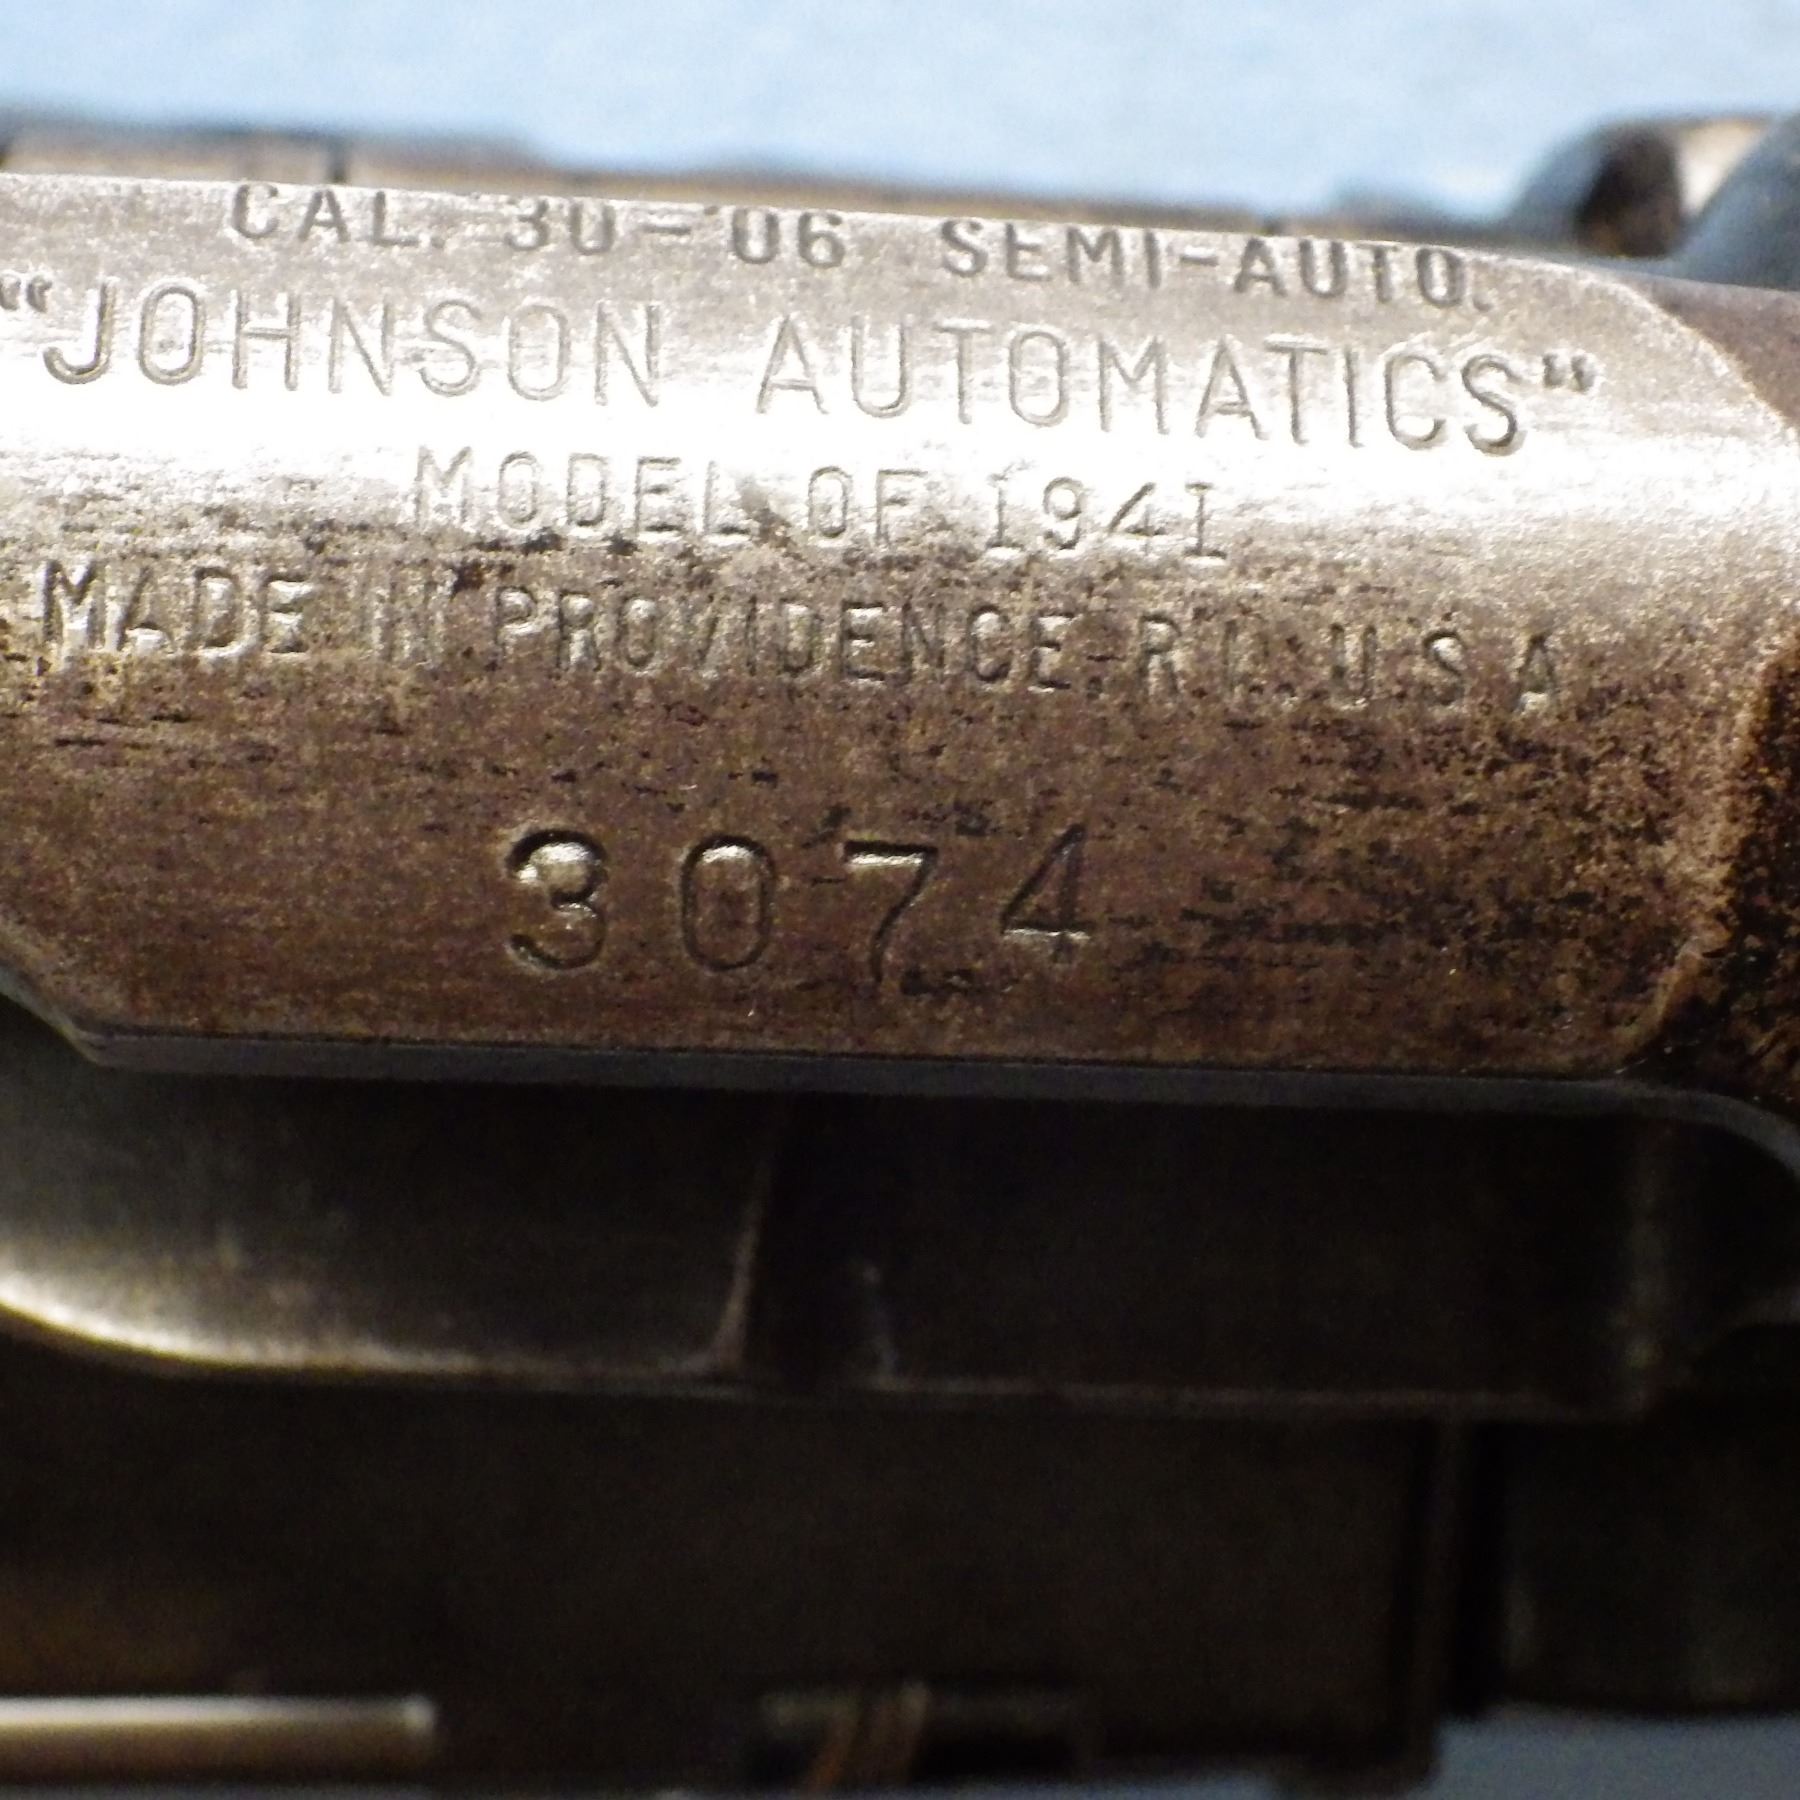 CAL. 30-'06 SEMI-AUTO.
"JOHNSON AUTOMATICS"
MODEL OF 1941
MADE IN PROVIDENCE, R.I., U.S.A
3074